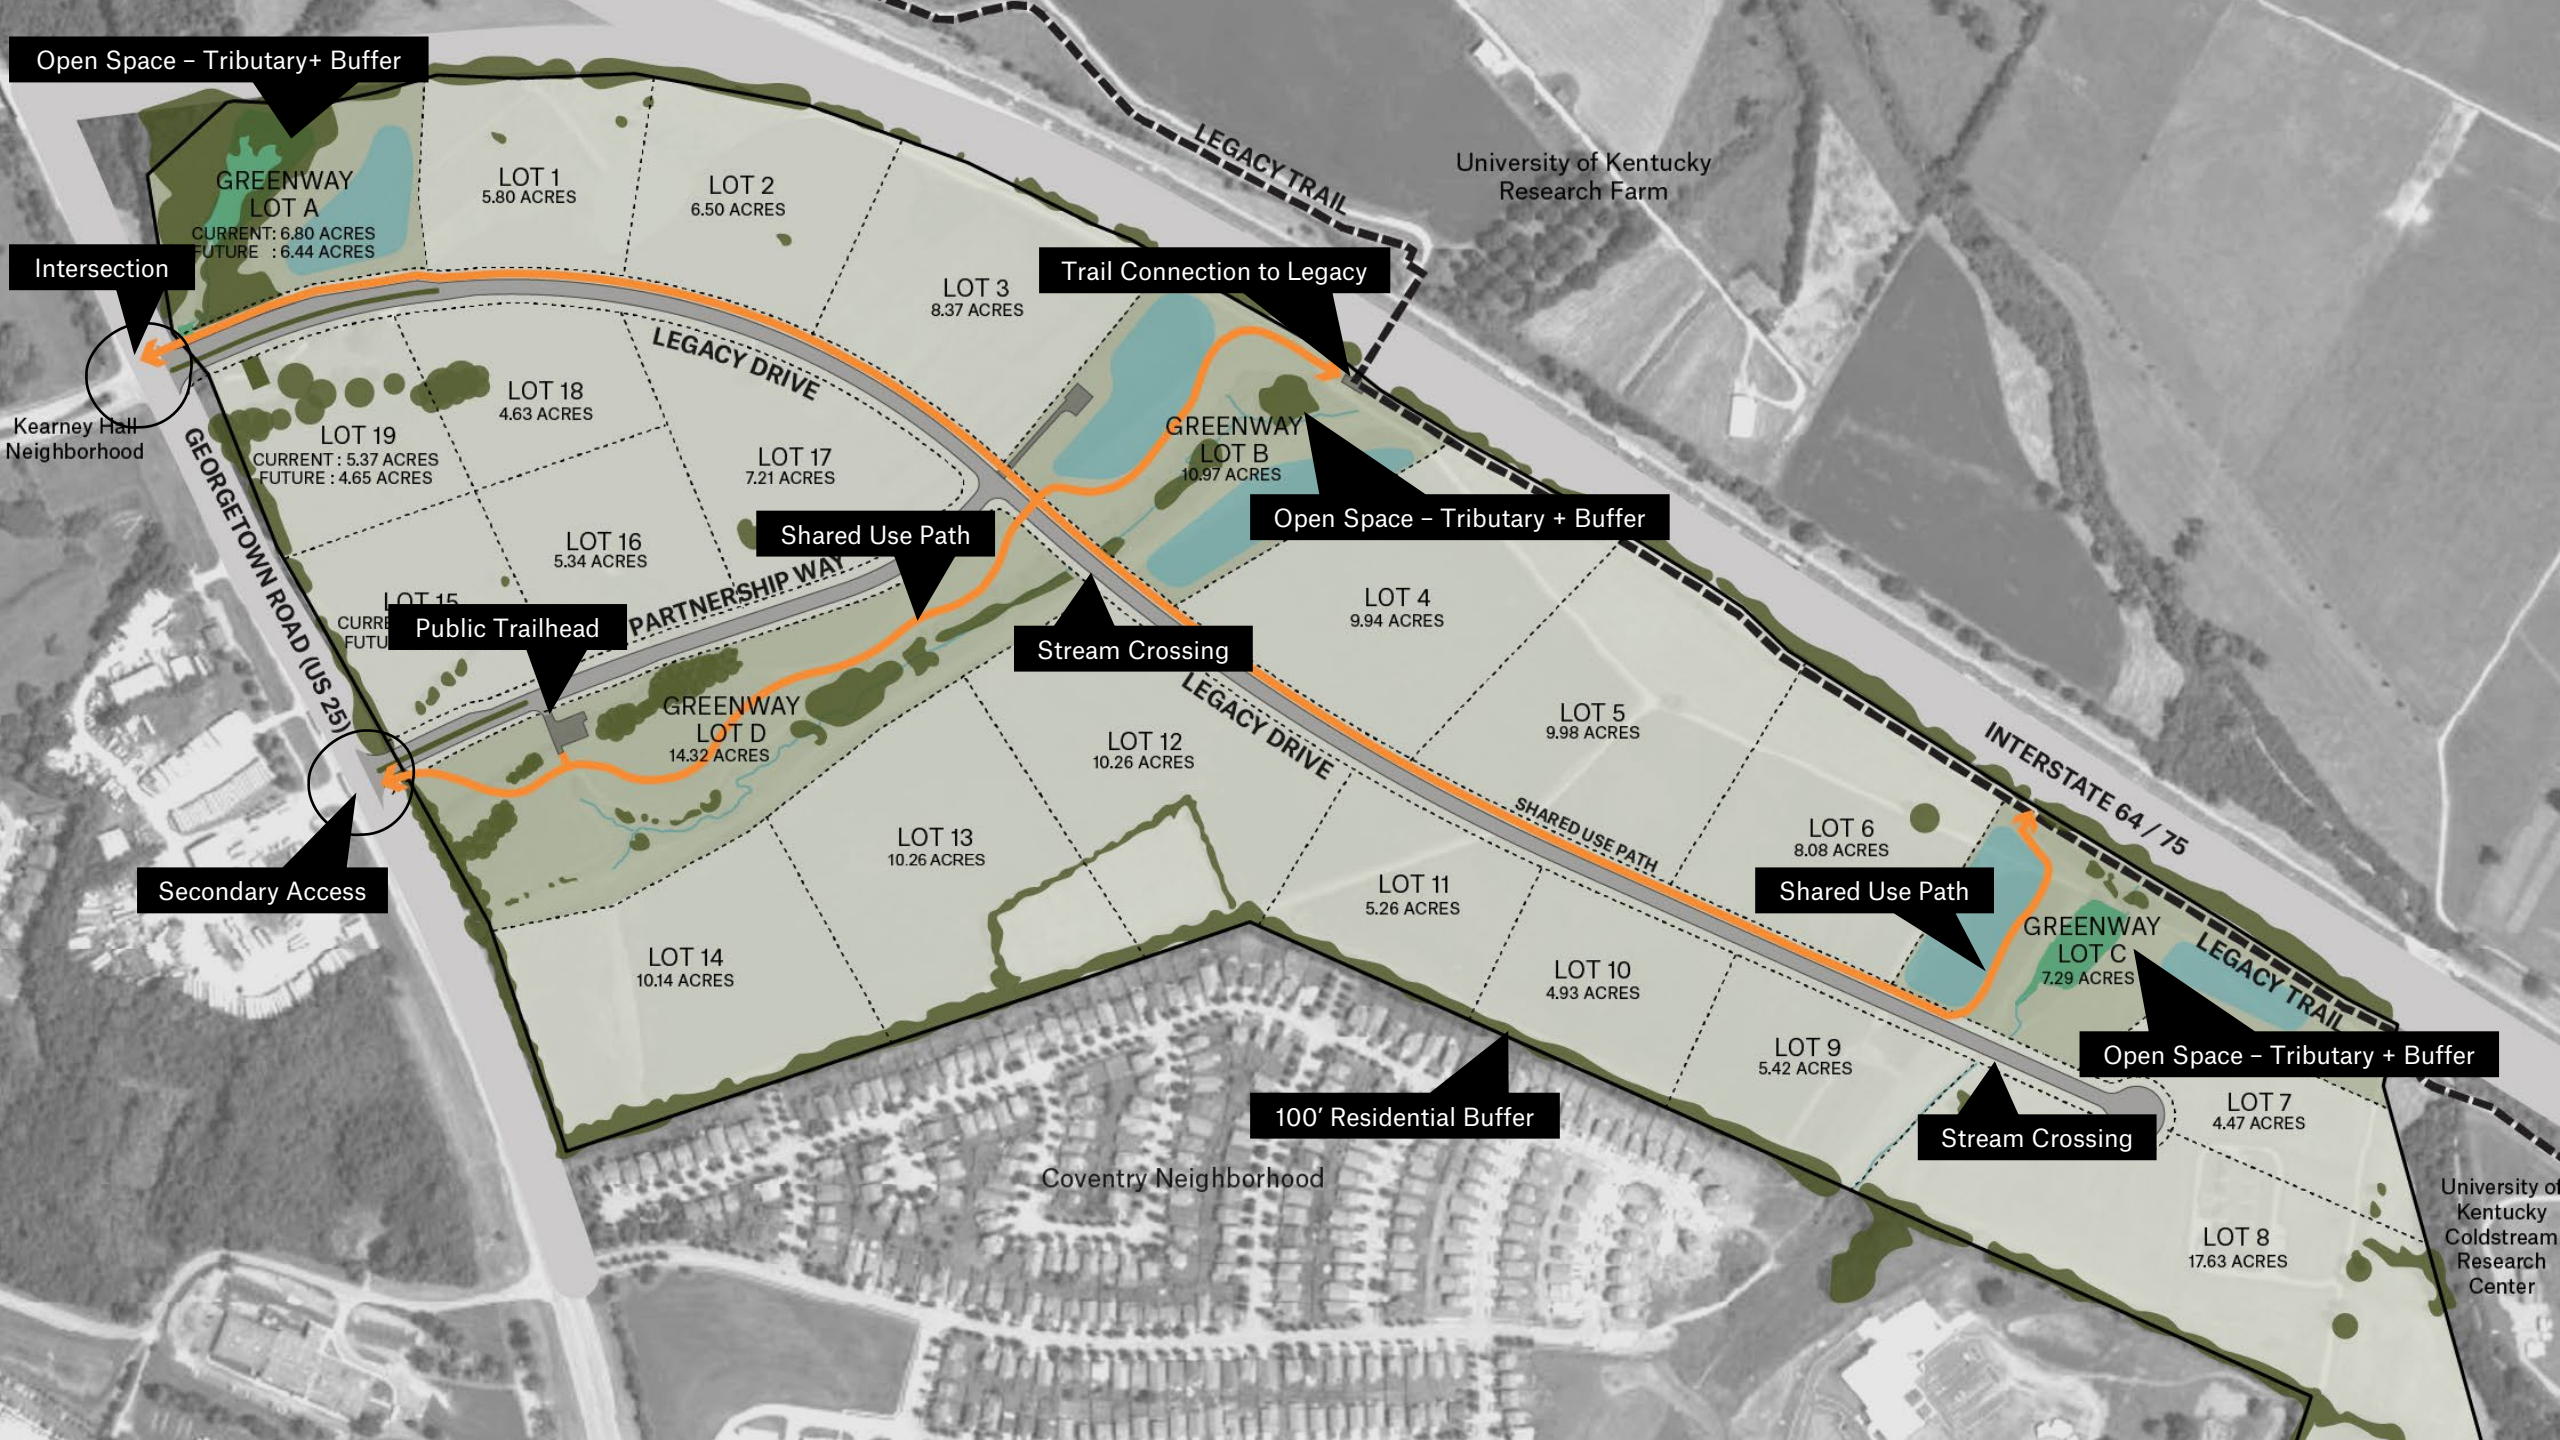 Open Space – Tributary+ Buffer
GREENWAY
LOT A
CURRENT: 6.80 ACRES
FUTURE : 6.44 ACRES
Intersection
LOT 1
5.80 ACRES
LOT 2
6.50 ACRES
LOT 3
8.37 ACRES
LEGACY TRAIL
University of Kentucky
Research Farm
Trail Connection to Legacy
LEGACY DRIVE
Kearney Hall
Neighborhood
LOT 18
4.63 ACRES
LOT 19
CURRENT : 5.37 ACRES
FUTURE : 4.65 ACRES
LOT 17
7.21 ACRES
GREENWAY
LOT B
10.97 ACRES
Open Space – Tributary + Buffer
GEORGETOWN ROAD (US 25)
LOT 16
5.34 ACRES
Shared Use Path
PARTNERSHIP WAY
LOT 15
Public Trailhead
Stream Crossing
LOT 4
9.94 ACRES
GREENWAY
LOT D
14.32 ACRES
LEGACY DRIVE
LOT 5
9.98 ACRES
LOT 12
10.26 ACRES
INTERSTATE 64 / 75
SHARED USE PATH
LOT 6
8.08 ACRES
LOT 13
10.26 ACRES
Secondary Access
Shared Use Path
LOT 11
5.26 ACRES
GREENWAY
LOT C
7.29 ACRES
LEGACY TRAIL
LOT 14
10.14 ACRES
LOT 10
4.93 ACRES
LOT 9
5.42 ACRES
Open Space – Tributary + Buffer
100’ Residential Buffer
Stream Crossing
LOT 7
4.47 ACRES
Coventry Neighborhood
LOT 8
17.63 ACRES
University of
Kentucky
Coldstream
Research
Center